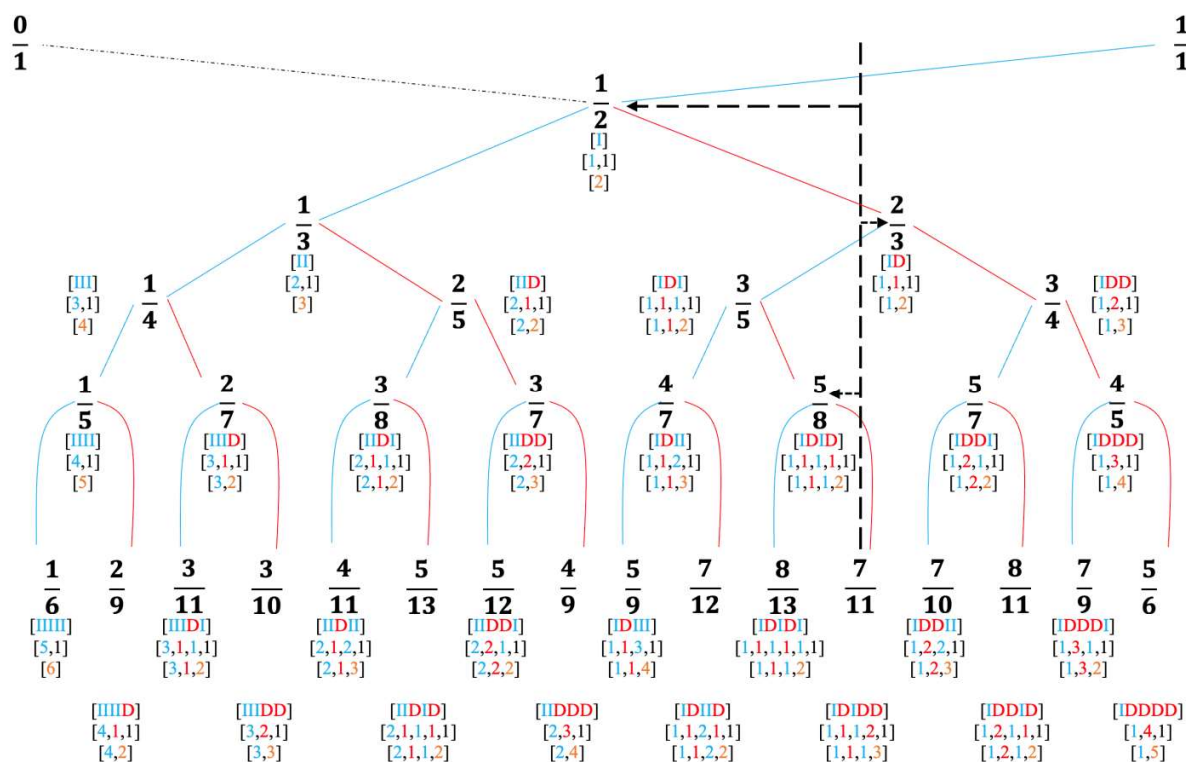 0 1
1 1
1
2
[I]
[1,1]
[2]
1 2
3 3
[II] [ID]
[2,1] [1,1,1]
[3] [1,2]
[III] 1 2 [IID] [IDI] 3 3 [IDD]
[3,1] 4 5 [2,1,1] [1,1,1,1] 5 4 [1,2,1]
[4] [2,2] [1,1,2] [1,3]
1 2 3 3 4 5 5 4
5 7 8 7 7 8 7 5
[IIII] [IIID] [IIDI] [IIDD] [IDII] [IDID] [IDDI] [IDDD]
[4,1] [3,1,1] [2,1,1,1] [2,2,1] [1,1,2,1] [1,1,1,1,1] [1,2,1,1] [1,3,1]
[5] [3,2] [2,1,2] [2,3] [1,1,3] [1,1,1,2] [1,2,2] [1,4]
1 2 3 3 4 5 5 4 5 7 8 7 7 8 7 5
6 9 11 10 11 13 12 9 9 12 13 11 10 11 9 6
[IIIII] [IIIDI] [IIDII] [IIDDI] [IDIII] [IDIDI] [IDDII] [IDDDI]
[5,1] [3,1,1,1] [2,1,2,1] [2,2,1,1] [1,1,3,1] [1,1,1,1,1,1] [1,2,2,1] [1,3,1,1]
[6] [3,1,2] [2,1,3] [2,2,2] [1,1,4] [1,1,1,2] [1,2,3] [1,3,2]
[IIIID] [IIIDD] [IIDID] [IIDDD] [IDIID] [IDIDD] [IDDID] [IDDDD]
[4,1,1] [3,2,1] [2,1,1,1,1] [2,3,1] [1,1,2,1,1] [1,1,1,2,1] [1,2,1,1,1] [1,4,1]
[4,2] [3,3] [2,1,1,2] [2,4] [1,1,2,2] [1,1,1,3] [1,2,1,2] [1,5]